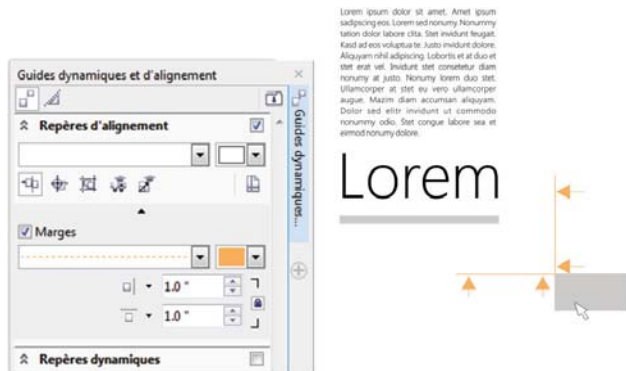 Guides dynamiques et d'alignement
Repères d'alignement
Marges
1.0 "
1.0 "
Repères dynamiques
Guides dynamiques...
Lorem ipsum dolor sit amet. Amet ipsum
sadipscing eos. Lorem sed nonumy. Nonummy
tation dolor labore clita. Stet invidunt feugait.
Kasd ad eos voluptua te. Justo invidunt dolore.
Aliquyam nihil adipiscing. Lobortis et at duo et
stet erat vel. Invidunt stet consetetur diam
nonumy at justo. Nonumy lorem duo stet.
Ullamcorper at stet eu vero ullamcorper
augue. Mazim diam accumsan aliquyam.
Dolor sed elitr invidunt ut commodo
nonummy odio. Stet congue labore sea et
eirmod nonumy dolore.
Lorem